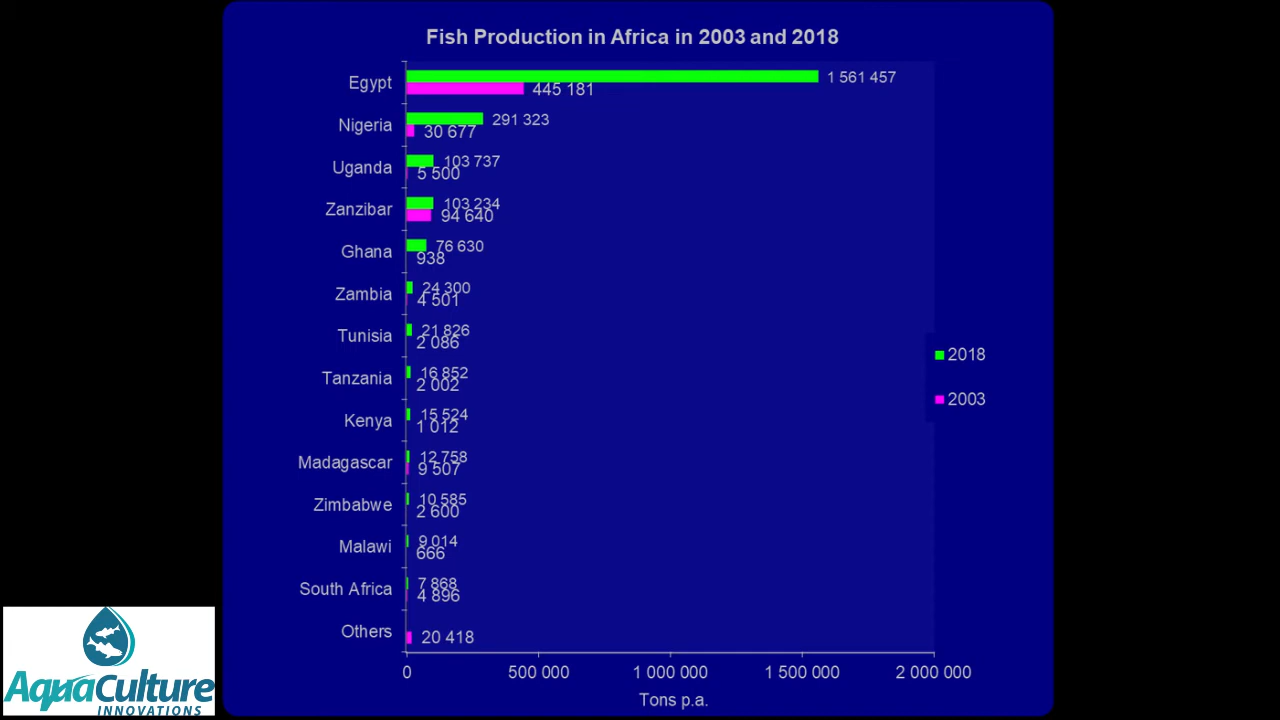 Fish Production in Africa in 2003 and 2018
Egypt
1 561 457
445 181
Nigeria
291 323
30 677
Uganda
103 737
5 500
Zanzibar
103 234
94 640
Ghana
76 630
938
Zambia
24 300
4 501
Tunisia
21 826
2 086
Tanzania
16 852
2 002
Kenya
15 524
1 012
Madagascar
12 758
9 507
Zimbabwe
10 585
2 600
Malawi
9 014
666
South Africa
7 868
4 896
Others
20 418
0 500 000 1 000 000 1 500 000 2 000 000
Tons p.a.
2018
2003
AquaCulture
INNOVATIONS